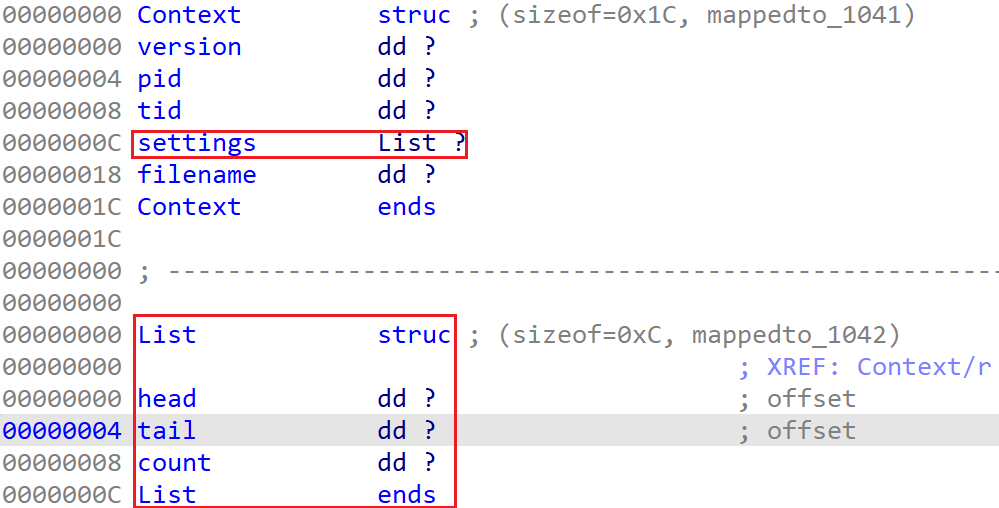 00000000 Context struc ; (sizeof=0x1C, mappedto_1041)
00000000 version dd ?
00000004 pid dd ?
00000008 tid dd ?
0000000C settings List ?
00000018 filename dd ?
0000001C Context ends
0000001C
00000000 ; --------------------------------------------------------
00000000
00000000 List struc ; (sizeof=0xC, mappedto_1042)
00000000 ; XREF: Context/r
00000000 head dd ? ; offset
00000004 tail dd ? ; offset
00000008 count dd ?
0000000C List ends